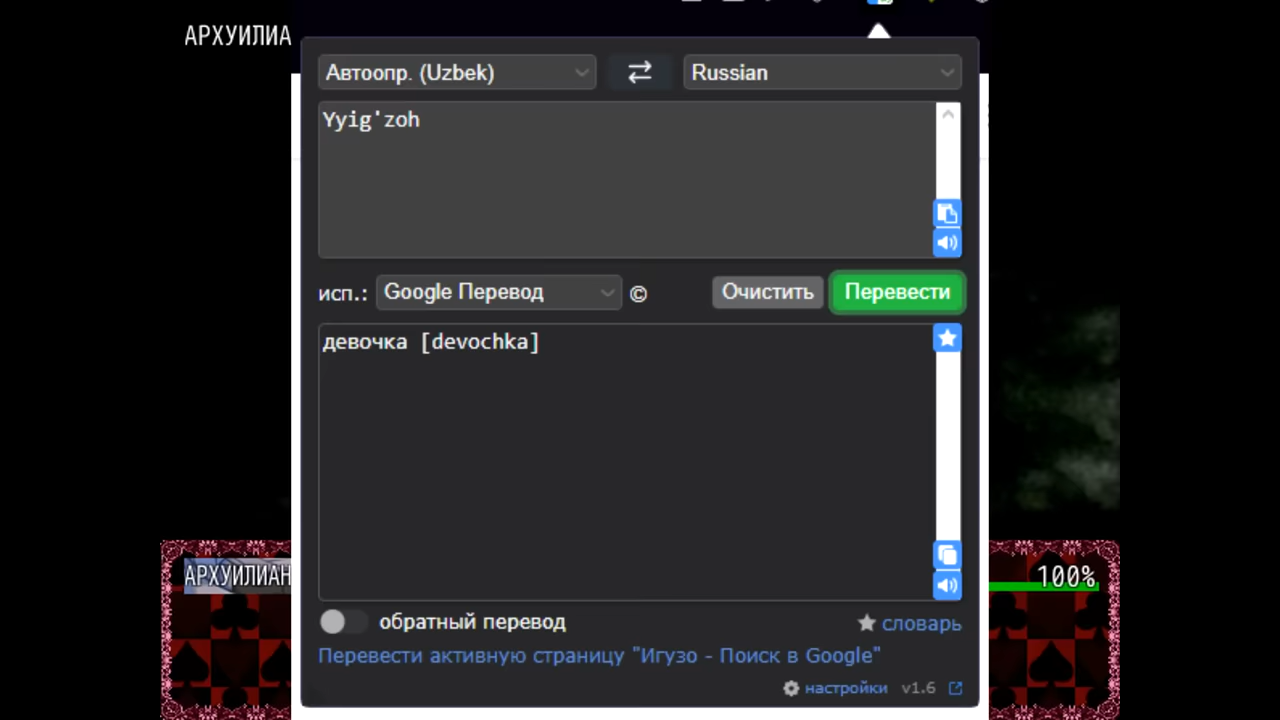 АРХУИЛИА
Автоопр. (Uzbek)
Russian
Yyig'zoh
исп.:
Google Перевод
©
Очистить
Перевести
девочка [devochka]
АРХУИЛИАН
100%
обратный перевод
словарь
Перевести активную страницу "Игузо - Поиск в Google"
настройки
v1.6